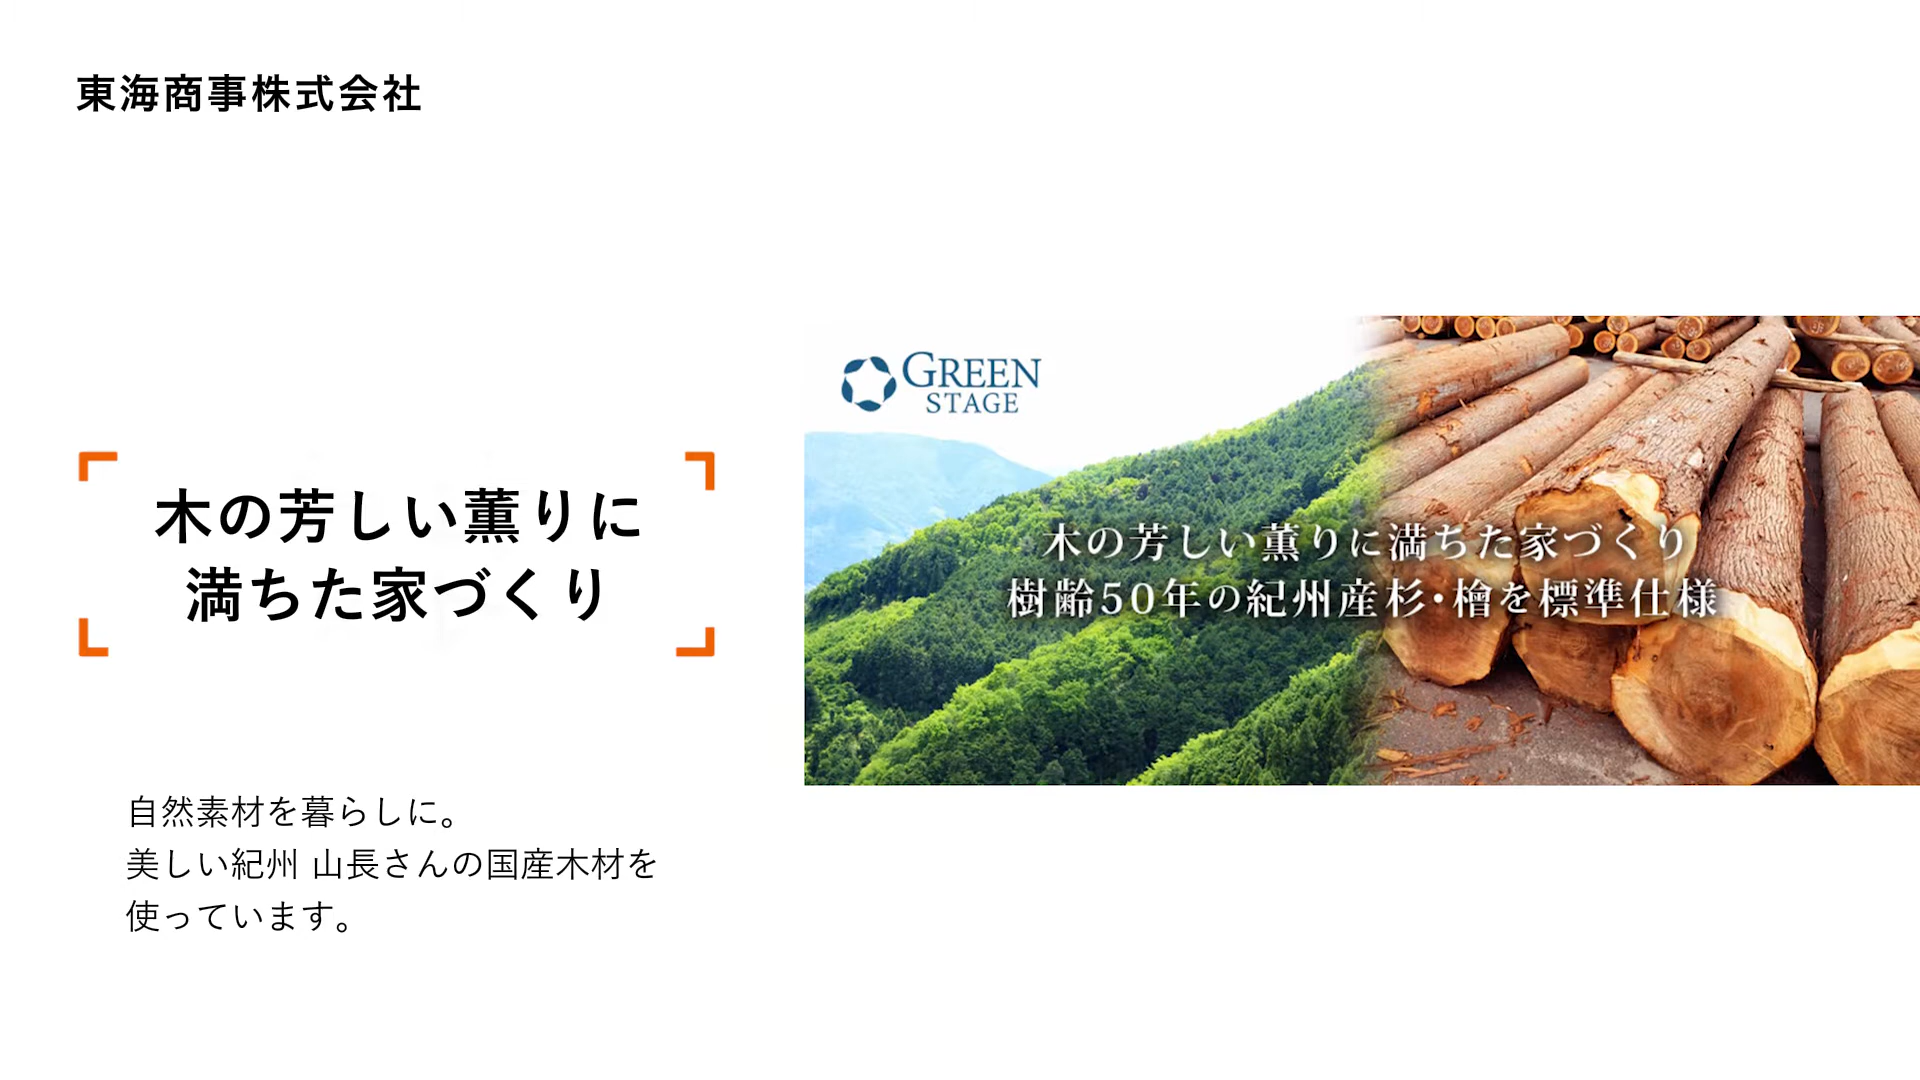 東海商事株式会社
木の芳しい薫りに
満ちた家づくり
自然素材を暮らしに。
美しい紀州 山長さんの国産木材を
使っています。
GREEN
STAGE
木の芳しい薫りに満ちた家づくり
樹齢50年の紀州産杉・檜を標準仕様